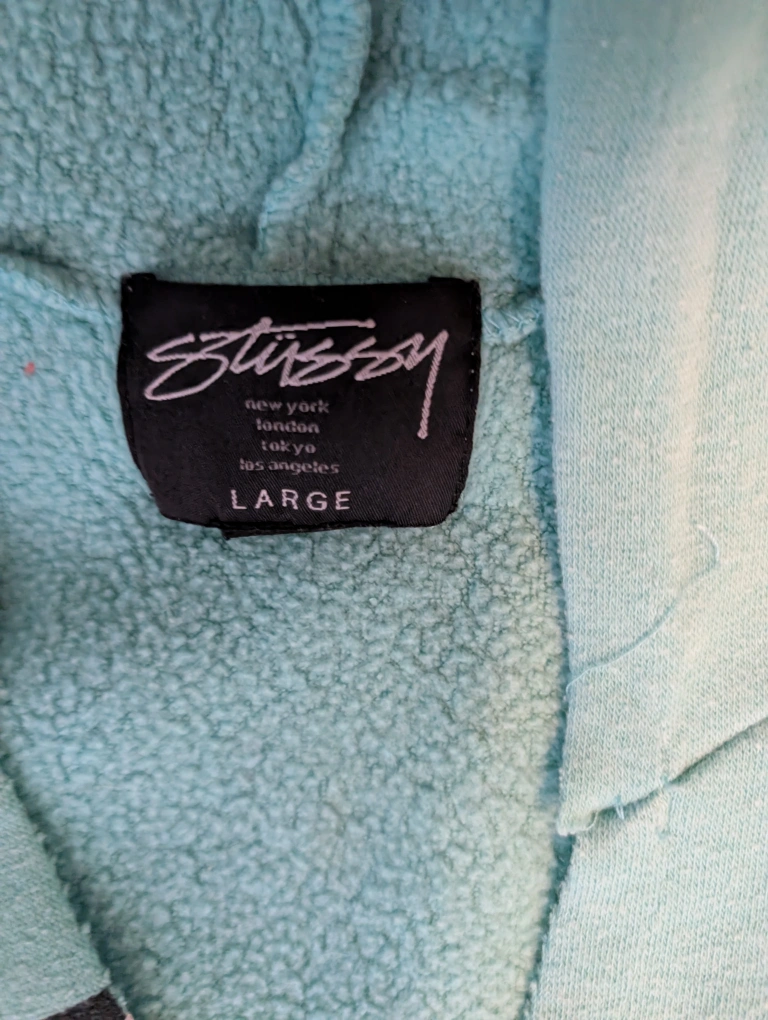 Stüssy
new york
london
tokyo
los angeles
LARGE